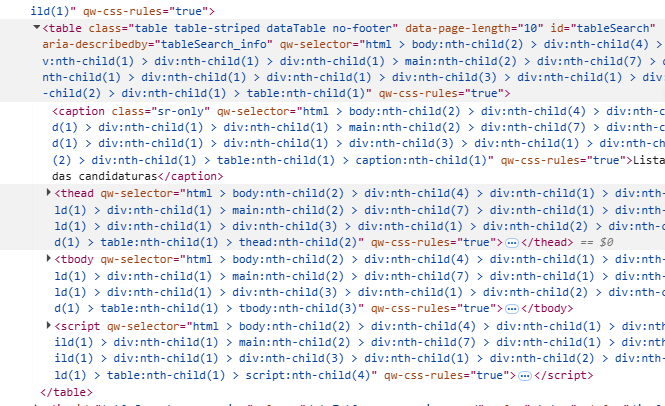 ild(1)" qw-css-rules="true">
<table class="table table-striped dataTable no-footer" data-page-length="10" id="tableSearch"
aria-describedby="tableSearch_info" qw-selector="html > body:nth-child(2) > div:nth-child(4) >
v:nth-child(1) > div:nth-child(1) > div:nth-child(1) > main:nth-child(2) > div:nth-child(7) >
nth-child(1) > div:nth-child(1) > div:nth-child(1) > div:nth-child(3) > div:nth-child(1) > div
-child(2) > div:nth-child(1) > table:nth-child(1)" qw-css-rules="true">
<caption class="sr-only" qw-selector="html > body:nth-child(2) > div:nth-child(4) > div:nth-c
d(1) > div:nth-child(1) > div:nth-child(1) > main:nth-child(2) > div:nth-child(7) > div:nth-c
d(1) > div:nth-child(1) > div:nth-child(1) > div:nth-child(3) > div:nth-child(1) > div:nth-ch
(2) > div:nth-child(1) > table:nth-child(1) > caption:nth-child(1)" qw-css-rules="true">Lista
das candidaturas</caption>
<thead qw-selector="html > body:nth-child(2) > div:nth-child(4) > div:nth-child(1) > div:nth-
ld(1) > div:nth-child(1) > main:nth-child(2) > div:nth-child(7) > div:nth-child(1) > div:nth-
ld(1) > div:nth-child(1) > div:nth-child(3) > div:nth-child(1) > div:nth-child(2) > div:nth-c
d(1) > table:nth-child(1) > thead:nth-child(2)" qw-css-rules="true">…</thead> == $0
<tbody qw-selector="html > body:nth-child(2) > div:nth-child(4) > div:nth-child(1) > div:nth-
ld(1) > div:nth-child(1) > main:nth-child(2) > div:nth-child(7) > div:nth-child(1) > div:nth-
ld(1) > div:nth-child(1) > div:nth-child(3) > div:nth-child(1) > div:nth-child(2) > div:nth-c
d(1) > table:nth-child(1) > tbody:nth-child(3)" qw-css-rules="true">…</tbody>
<script qw-selector="html > body:nth-child(2) > div:nth-child(4) > div:nth-child(1) > div:nth
ild(1) > div:nth-child(1) > main:nth-child(2) > div:nth-child(7) > div:nth-child(1) > div:nth
ild(1) > div:nth-child(1) > div:nth-child(3) > div:nth-child(1) > div:nth-child(2) > div:nth
ld(1) > table:nth-child(1) > script:nth-child(4)" qw-css-rules="true">…</script>
</table>